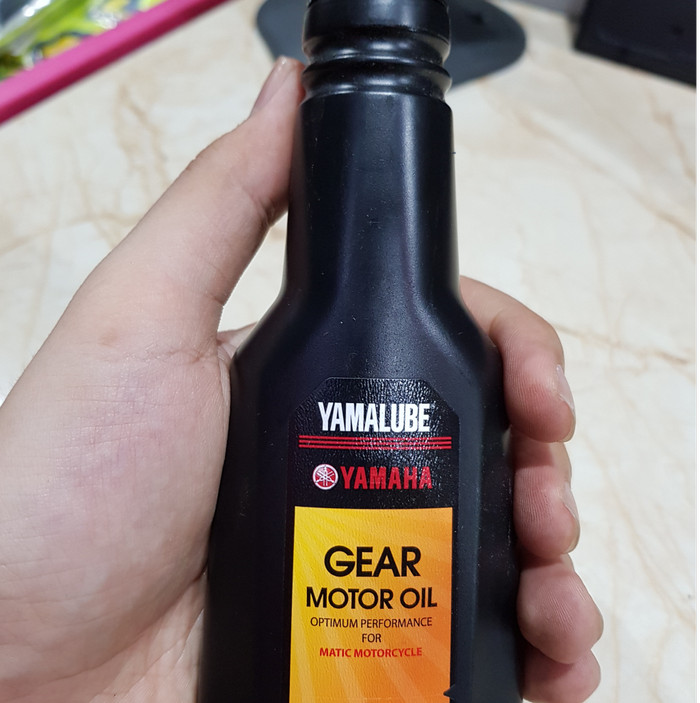 YAMALUBE
YAMAHA
GEAR
MOTOR OIL
OPTIMUM PERFORMANCE
FOR
MATIC MOTORCYCLE